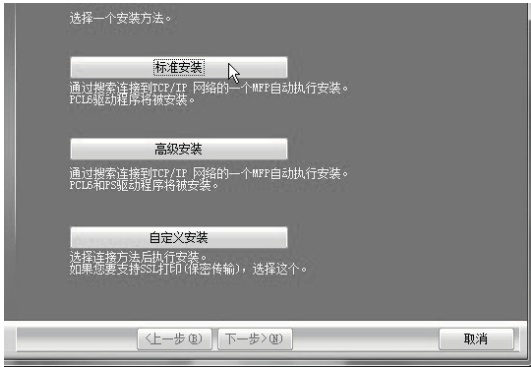 选择一个安装方法。
标准安装
通过搜索连接到TCP/IP 网络的一个MFP自动执行安装。
PCL6驱动程序将被安装。
高级安装
通过搜索连接到TCP/IP 网络的一个MFP自动执行安装。
PCL6和PS驱动程序将被安装。
自定义安装
选择连接方法后执行安装。
如果您要支持SSL打印(保密传输)，选择这个。
<上一步(B) 下一步>(N) 取消